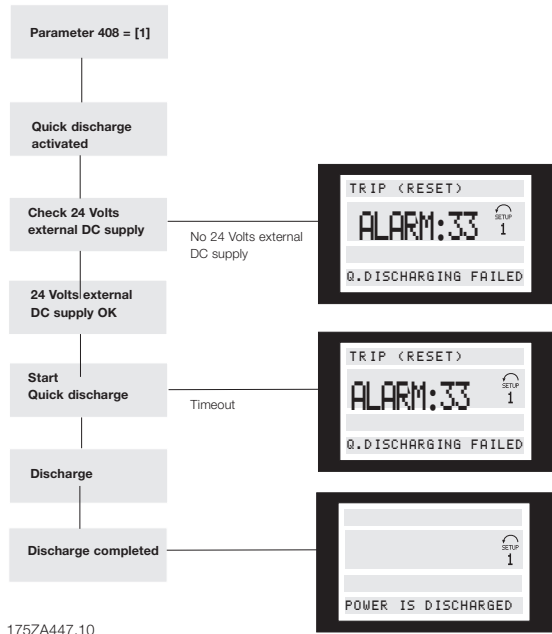 Parameter 408 = [1]
Quick discharge
activated
Check 24 Volts
external DC supply
No 24 Volts external
DC supply
TRIP (RESET)
ALARM:33
SETUP
1
Q.DISCHARGING FAILED
24 Volts external
DC supply OK
Start
Quick discharge
Timeout
TRIP (RESET)
ALARM:33
SETUP
1
Q.DISCHARGING FAILED
Discharge
Discharge completed
SETUP
1
POWER IS DISCHARGED
175ZA447.10